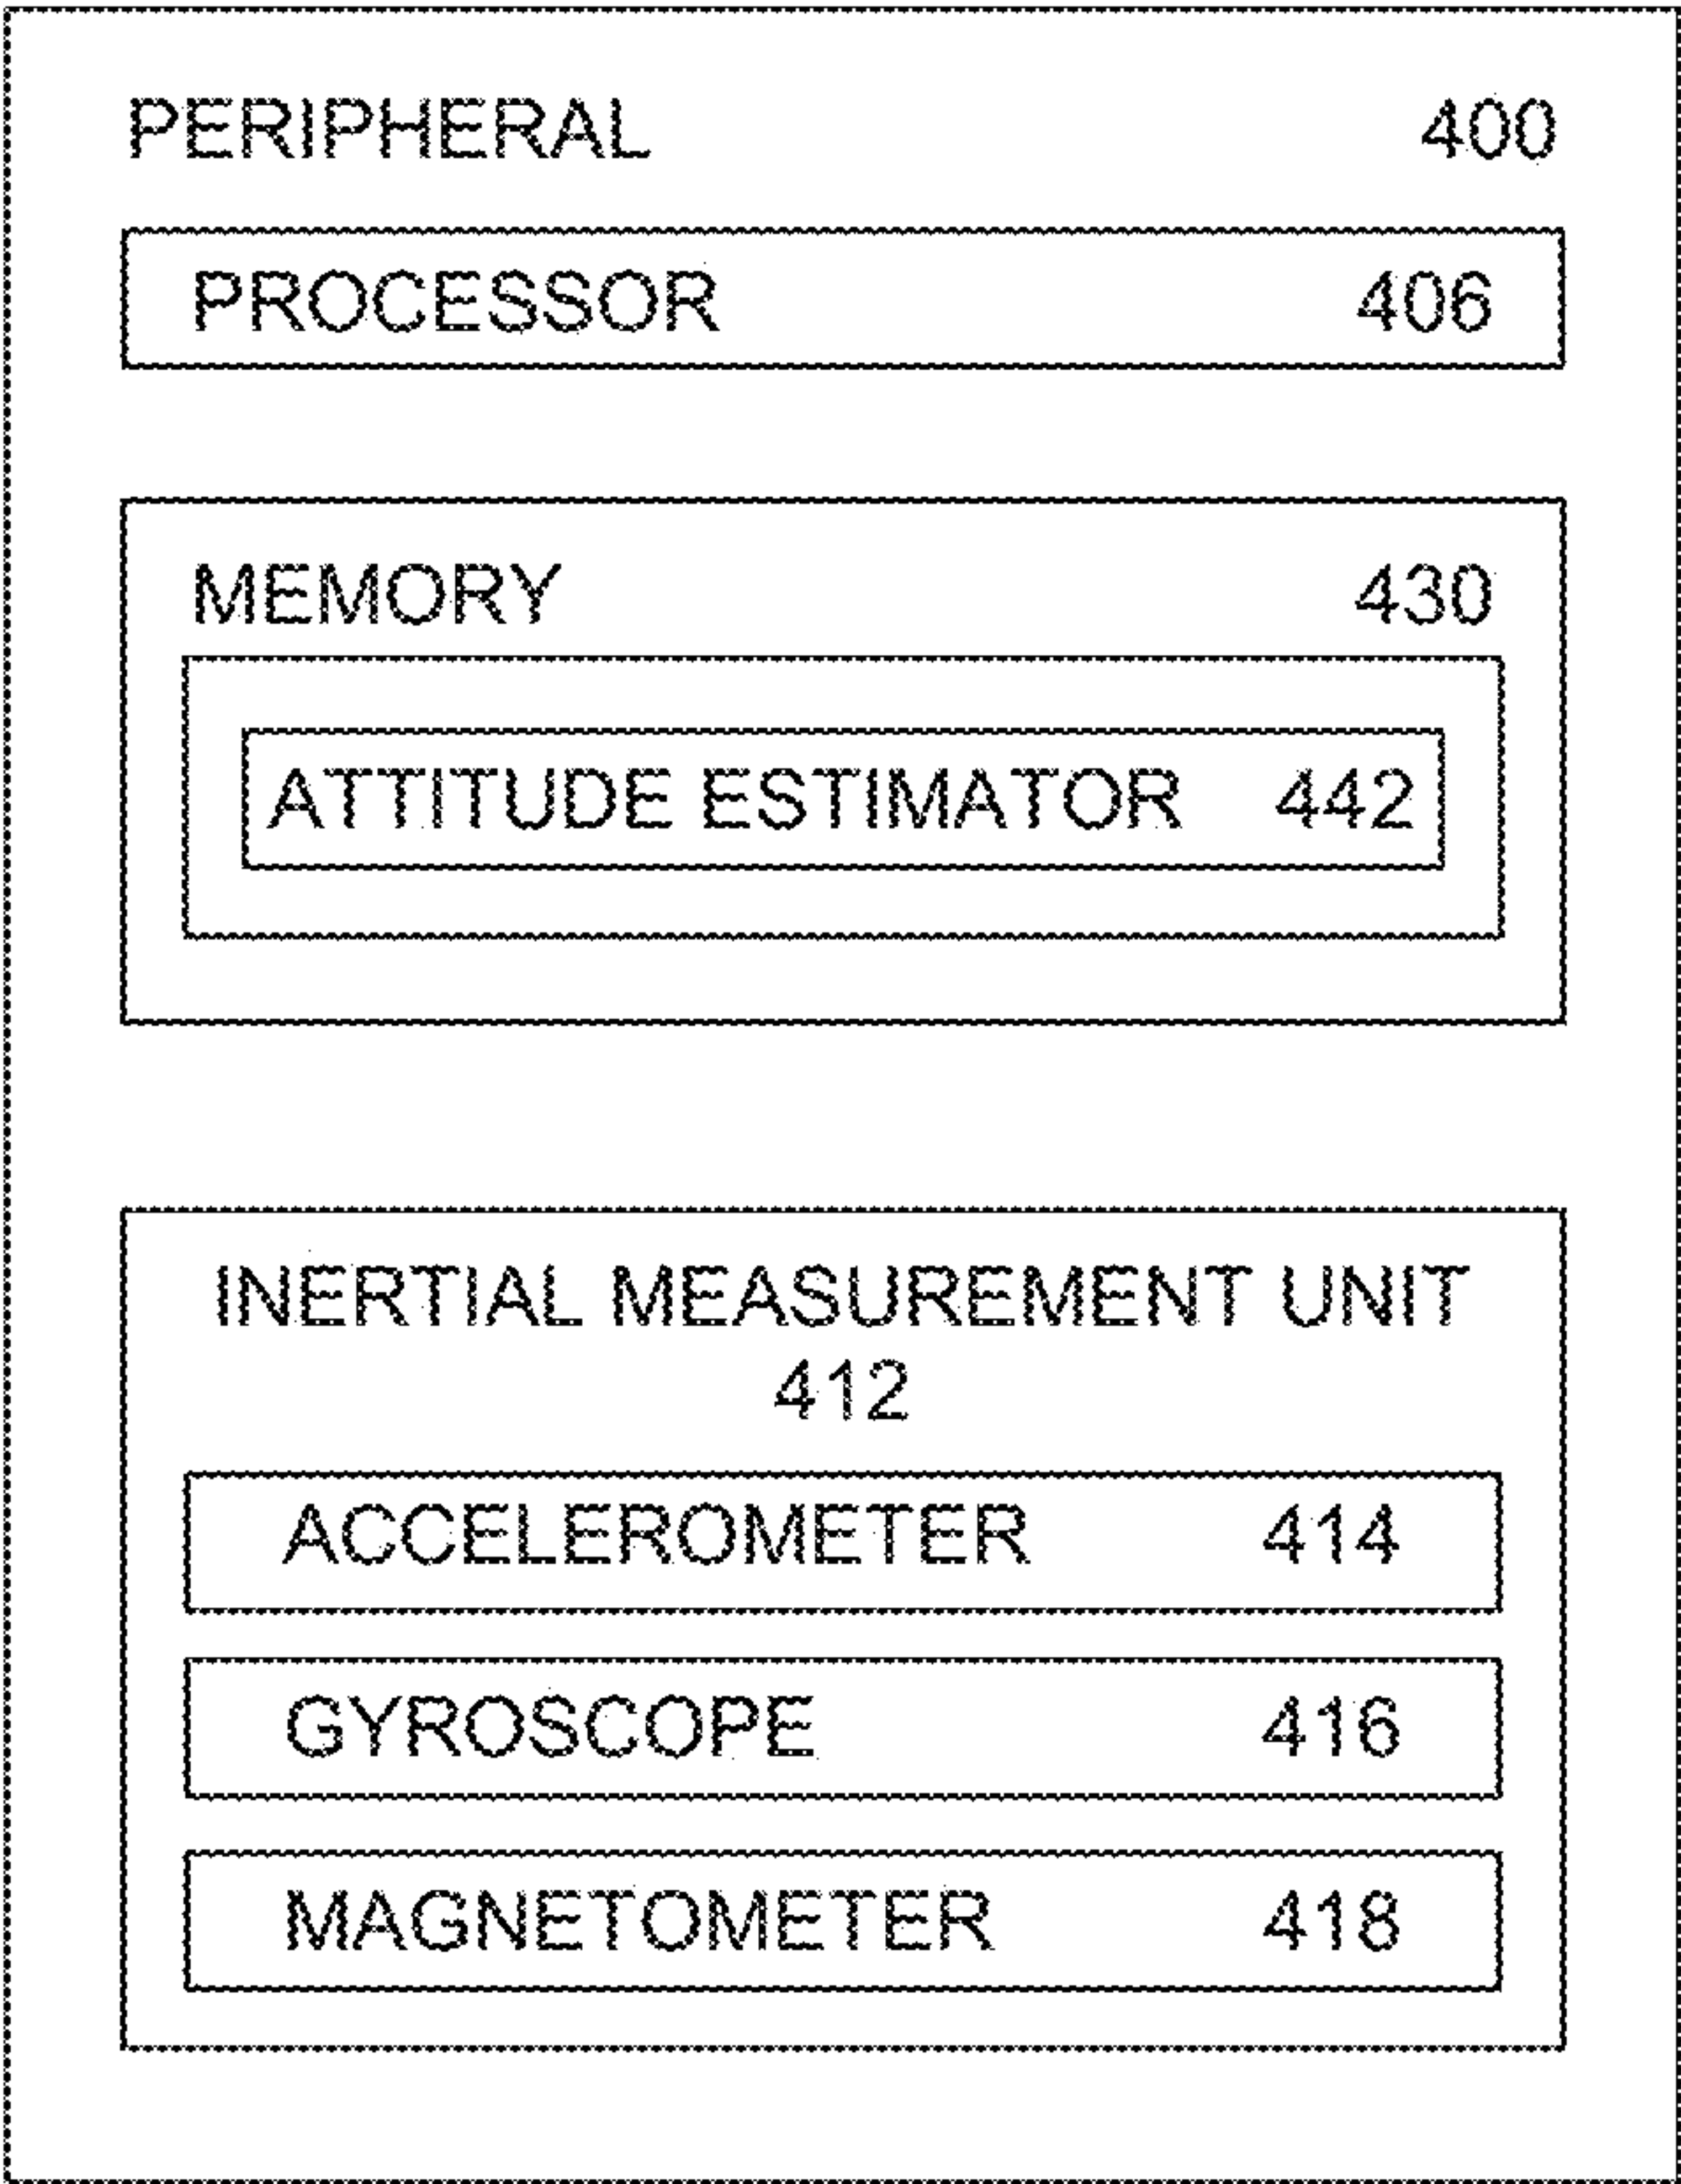 PERIPHERAL 400
PROCESSOR 406
MEMORY 430
ATTITUDE ESTIMATOR 442
INERTIAL MEASUREMENT UNIT
412
ACCELEROMETER 414
GYROSCOPE 416
MAGNETOMETER 418